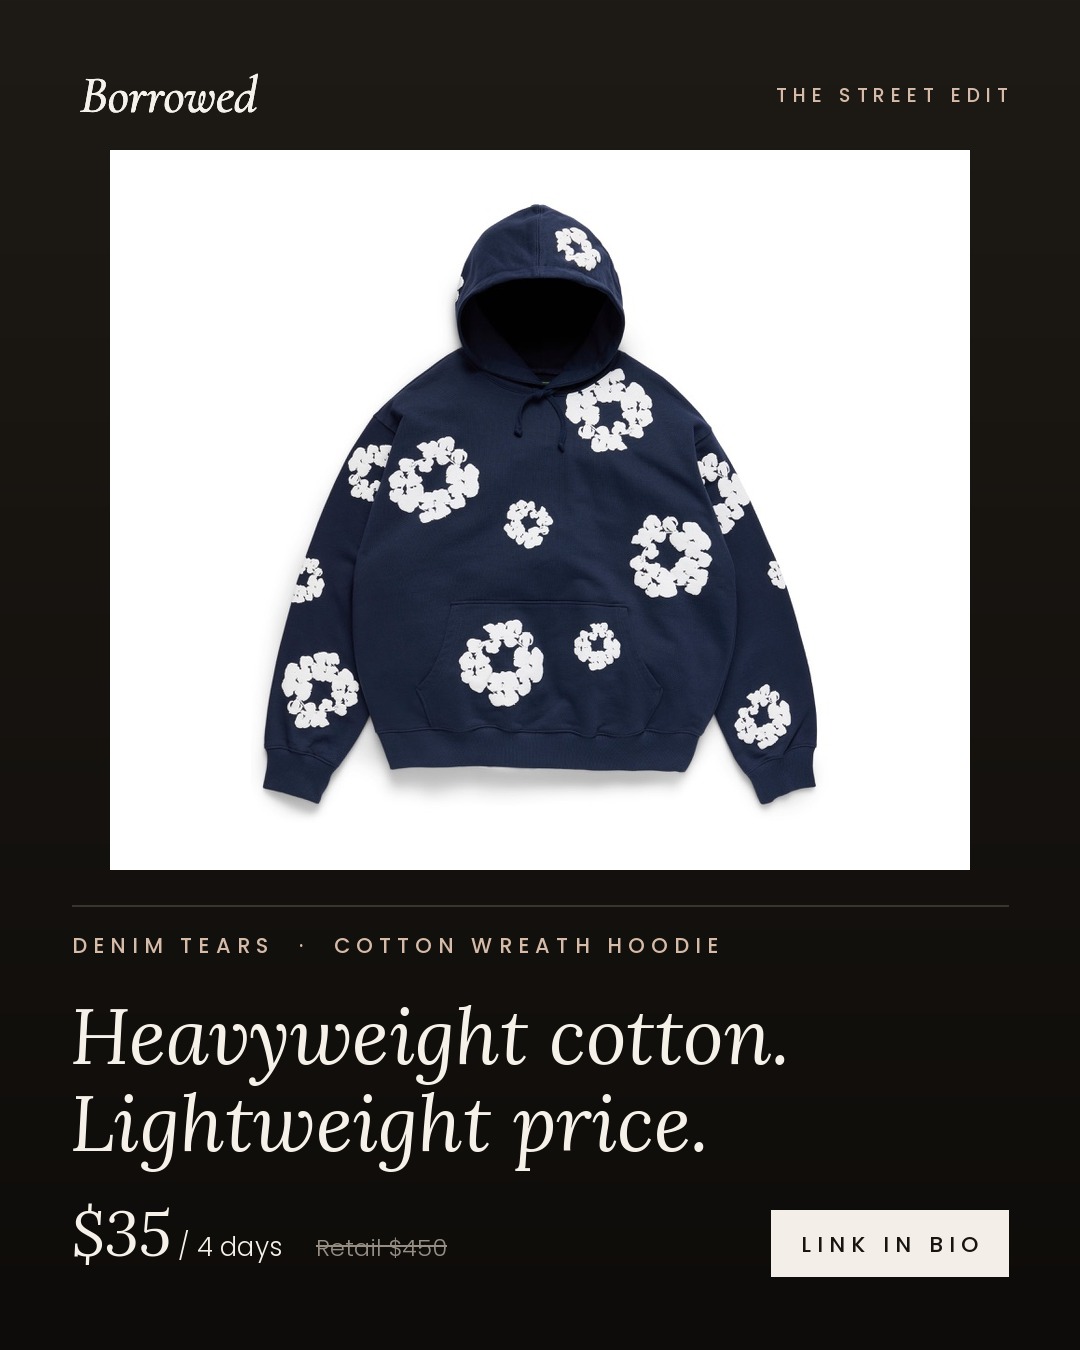 Borrowed
THE STREET EDIT
DENIM TEARS · COTTON WREATH HOODIE
Heavyweight cotton.
Lightweight price.
$35 / 4 days Retail $450
LINK IN BIO